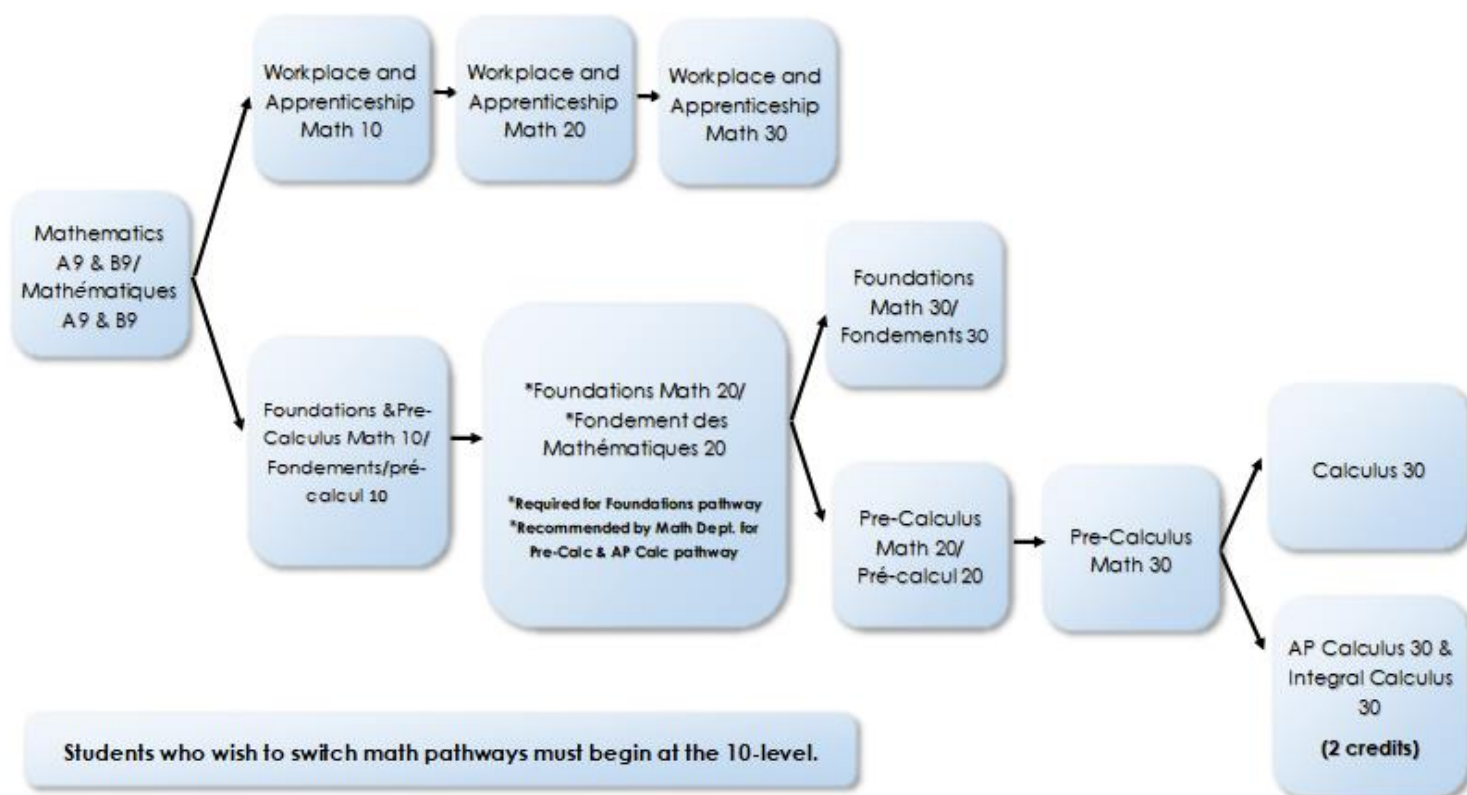 Workplace and
Apprenticeship
Math 10
Workplace and
Apprenticeship
Math 20
Workplace and
Apprenticeship
Math 30
Mathematics
A9 & B9/
Mathématiques
A9 & B9
Foundations
Math 30/
Fondements 30
Foundations &Pre-
Calculus Math 10/
Fondements/pré-
calcul 10
*Foundations Math 20/
*Fondement des
Mathématiques 20
*Required for Foundations pathway
*Recommended by Math Dept. for
Pre-Calc & AP Calc pathway
Pre-Calculus
Math 20/
Pré-calcul 20
Pre-Calculus
Math 30
Calculus 30
AP Calculus 30 &
Integral Calculus
30
(2 credits)
Students who wish to switch math pathways must begin at the 10-level.